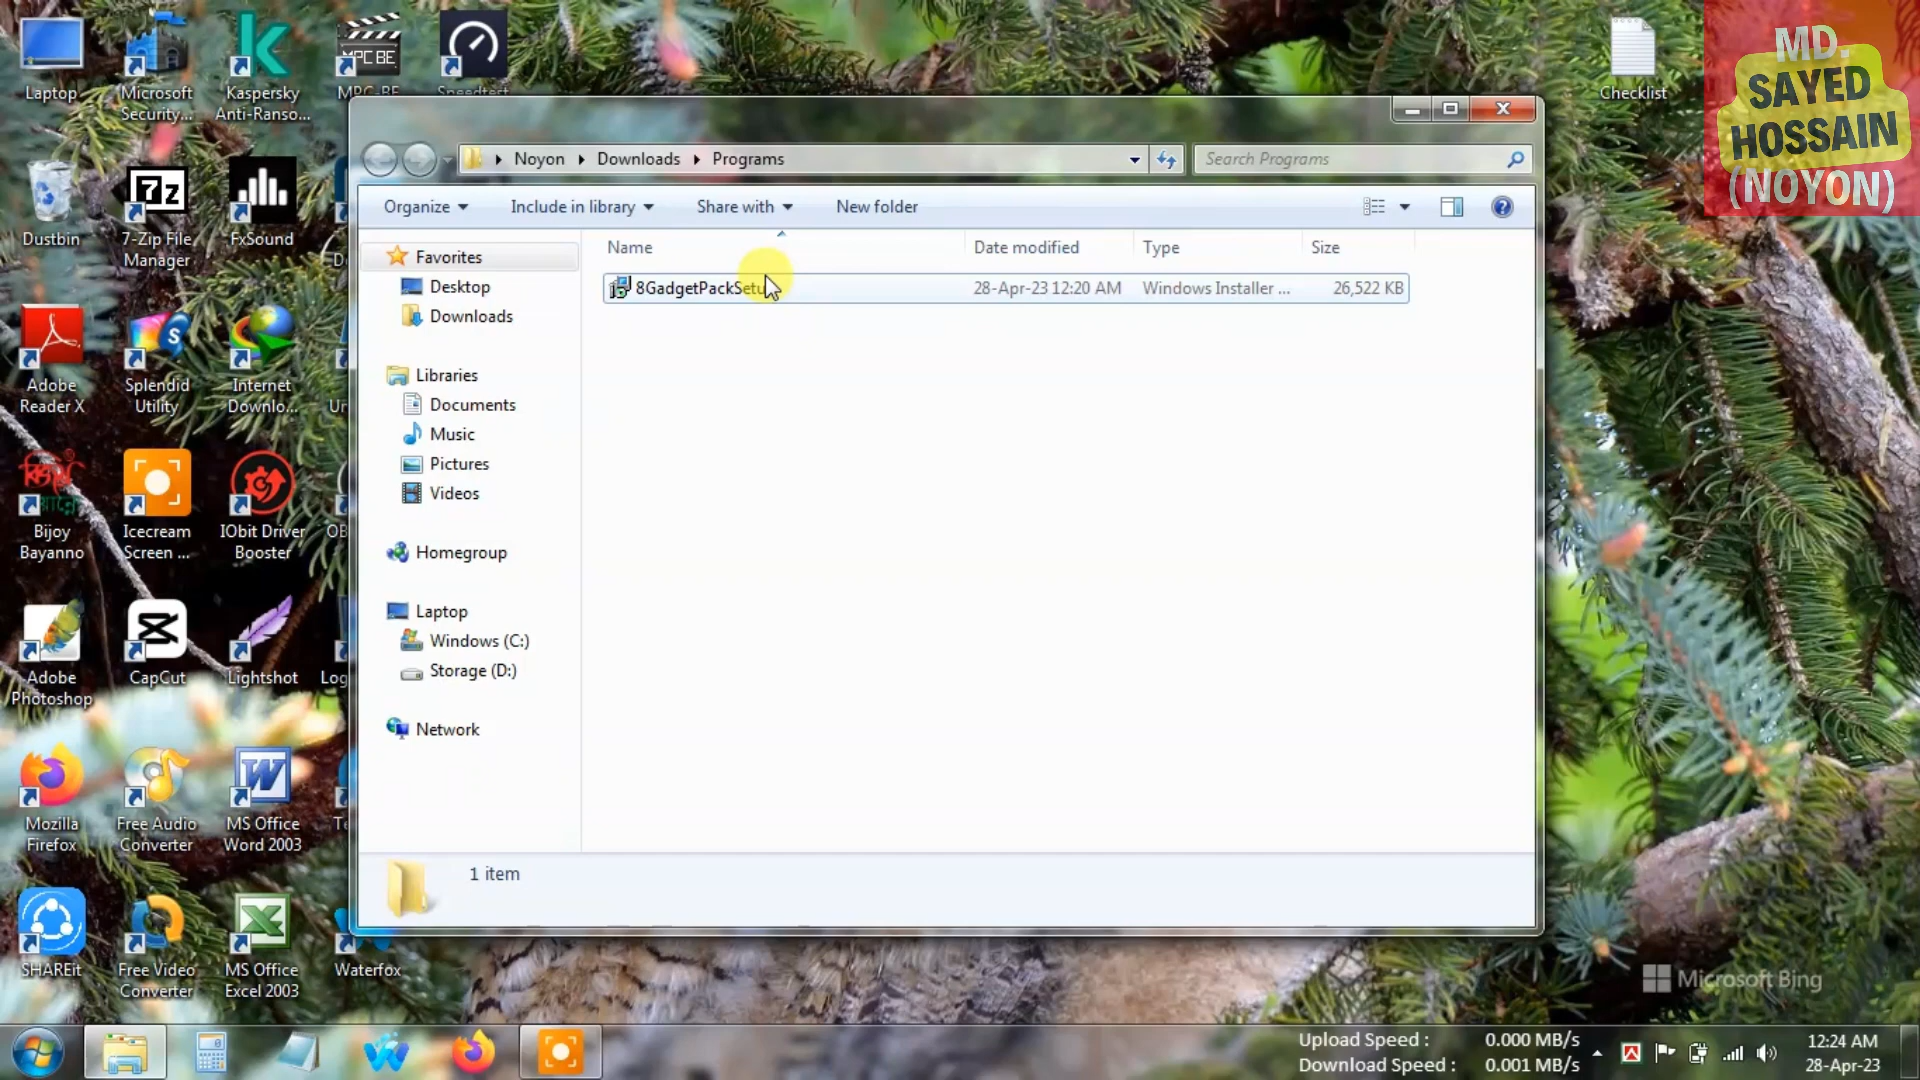 Laptop
Microsoft
Security...
Kaspersky
Anti-Ranso...
MPC BE
Checklist
MD.
SAYED
HOSSAIN
(NOYON)
Noyon
Downloads
Programs
Search Programs
Organize
Include in library
Share with
New folder
Name
Date modified
Type
Size
28-Apr-23 12:20 AM
Windows Installer ...
26,522 KB
Favorites
Desktop
Downloads
Libraries
Documents
Music
Pictures
Videos
Homegroup
Laptop
Windows (C:)
Storage (D:)
Network
1 item
Dustbin
7z
7-Zip File
Manager
FxSound
Adobe
Reader X
Splendid
Utility
Internet
Downlo...
Bijoy
Bayanno
Icecream
Screen ...
IObit Driver
Booster
Adobe
Photoshop
CapCut
Lightshot
Mozilla
Firefox
Free Audio
Converter
MS Office
Word 2003
SHAREit
Free Video
Converter
MS Office
Excel 2003
Waterfox
Microsoft Bing
Upload Speed : 0.000 MB/s
Download Speed : 0.001 MB/s
12:24 AM
28-Apr-23